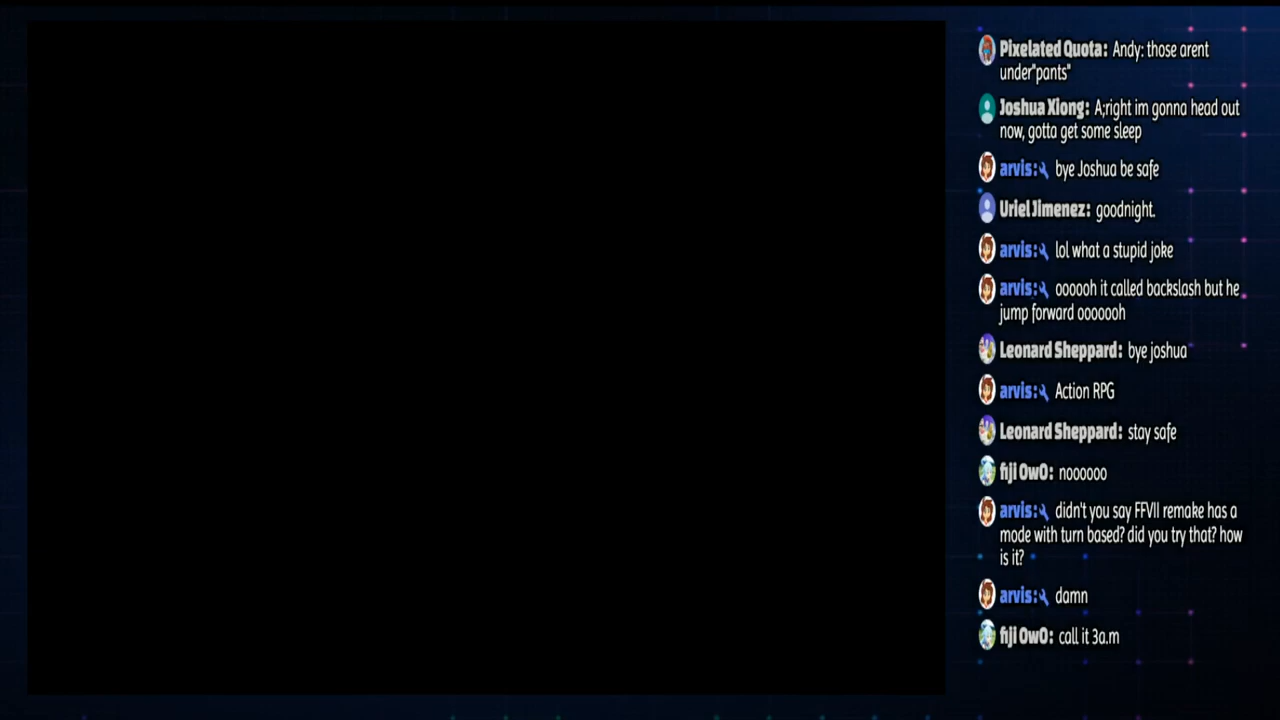 Pixelated Quota: Andy: those arent
under"pants"
Joshua Xiong: A;right im gonna head out
now, gotta get some sleep
arvis: bye Joshua be safe
Uriel Jimenez: goodnight.
arvis: lol what a stupid joke
arvis: oooooh it called backslash but he
jump forward ooooooh
Leonard Sheppard: bye joshua
arvis: Action RPG
Leonard Sheppard: stay safe
fiji OwO: noooooo
arvis: didn't you say FFVII remake has a
mode with turn based? did you try that? how
is it?
arvis: damn
fiji OwO: call it 3a.m